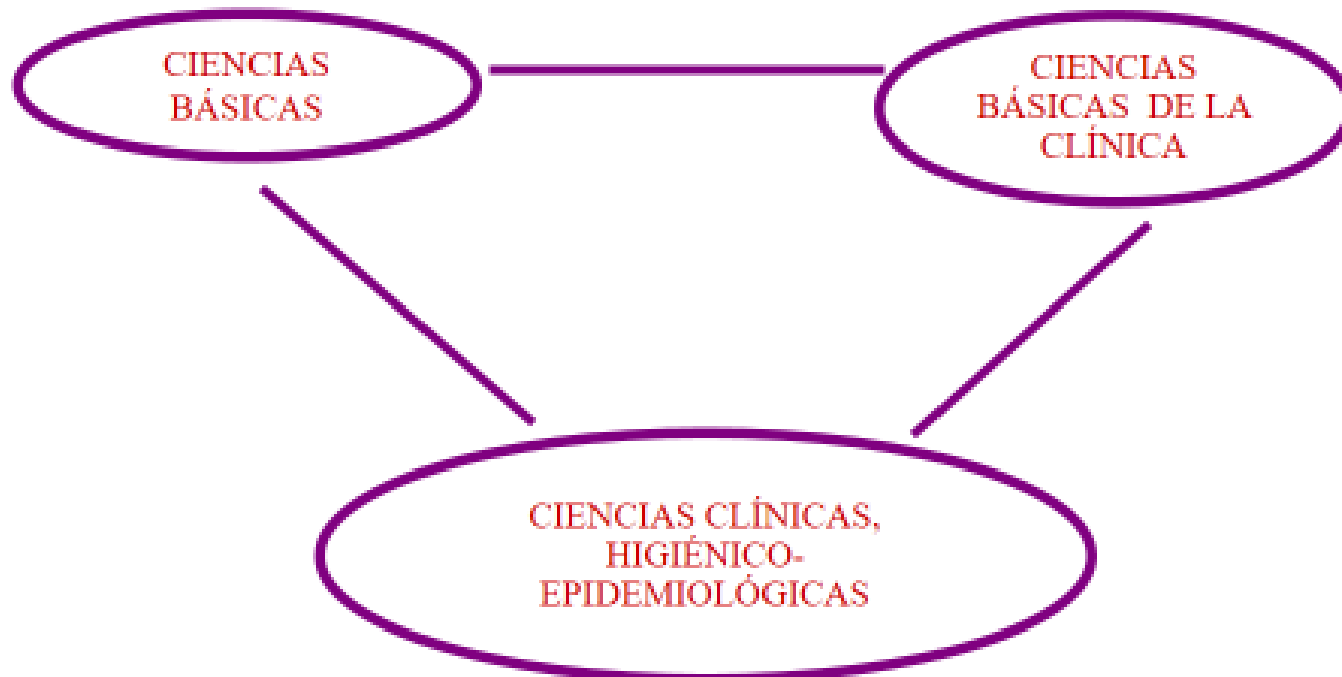 CIENCIAS
BÁSICAS
CIENCIAS
BÁSICAS DE LA
CLÍNICA
CIENCIAS CLÍNICAS,
HIGIÉNICO-
EPIDEMIOLÓGICAS